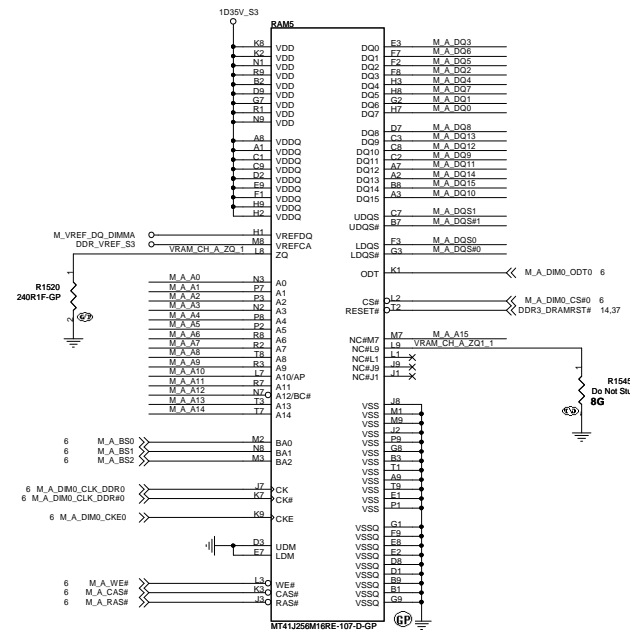 1D35V_S3
RAM5
K8 VDD
K2 VDD
N1 VDD
R9 VDD
B2 VDD
D9 VDD
G7 VDD
R1 VDD
N9 VDD
A8 VDDQ
A1 VDDQ
C1 VDDQ
C9 VDDQ
D2 VDDQ
E9 VDDQ
F1 VDDQ
H9 VDDQ
H2 VDDQ
M_VREF_DQ_DIMMA H1 VREFDQ
DDR_VREF_S3 M8 VREFCA
VRAM_CH_A_ZQ_1 L8 ZQ
1
R1520
240R1F-GP
2
M_A_A0 N3 A0
M_A_A1 P7 A1
M_A_A2 P3 A2
M_A_A3 N2 A3
M_A_A4 P8 A4
M_A_A5 P2 A5
M_A_A6 R8 A6
M_A_A7 R2 A7
M_A_A8 T8 A8
M_A_A9 R3 A9
M_A_A10 L7 A10/AP
M_A_A11 R7 A11
M_A_A12 N7 A12/BC#
M_A_A13 T3 A13
M_A_A14 T7 A14
6 M_A_BS0 M2 BA0
6 M_A_BS1 N8 BA1
6 M_A_BS2 M3 BA2
6 M_A_DIM0_CLK_DDR0 J7 CK
6 M_A_DIM0_CLK_DDR#0 K7 CK#
6 M_A_DIM0_CKE0 K9 CKE
D3 UDM
E7 LDM
6 M_A_WE# L3 WE#
6 M_A_CAS# K3 CAS#
6 M_A_RAS# J3 RAS#
DQ0 E3 M_A_DQ3
DQ1 F7 M_A_DQ6
DQ2 F2 M_A_DQ5
DQ3 F8 M_A_DQ2
DQ4 H3 M_A_DQ4
DQ5 H8 M_A_DQ7
DQ6 G2 M_A_DQ1
DQ7 H7 M_A_DQ0
DQ8 D7 M_A_DQ8
DQ9 C3 M_A_DQ13
DQ10 C8 M_A_DQ12
DQ11 C2 M_A_DQ9
DQ12 A7 M_A_DQ11
DQ13 A2 M_A_DQ14
DQ14 B8 M_A_DQ15
DQ15 A3 M_A_DQ10
UDQS C7 M_A_DQS1
UDQS# B7 M_A_DQS#1
LDQS F3 M_A_DQS0
LDQS# G3 M_A_DQS#0
ODT K1 M_A_DIM0_ODT0 6
CS# L2 M_A_DIM0_CS#0 6
RESET# T2 DDR3_DRAMRST# 14,37
NC#M7 M7 M_A_A15
NC#L9 L9 VRAM_CH_A_ZQ1_1
NC#L1 L1
NC#J9 J9
NC#J1 J1
1
R1545
Do Not Stu
8G
VSS J8
VSS M1
VSS M9
VSS J2
VSS P9
VSS G8
VSS B3
VSS T1
VSS A9
VSS T9
VSS E1
VSS P1
VSSQ G1
VSSQ F9
VSSQ E8
VSSQ E2
VSSQ D8
VSSQ D1
VSSQ B9
VSSQ B1
VSSQ G9
MT41J256M16RE-107-D-GP
GP